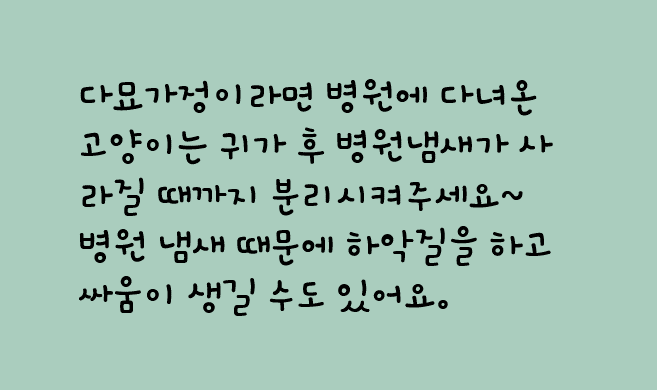 다묘가정이라면 병원에 다녀온
고양이는 귀가 후 병원냄새가 사
라질 때까지 분리시켜주세요~
병원 냄새 때문에 하악질을 하고
싸움이 생길 수도 있어요。